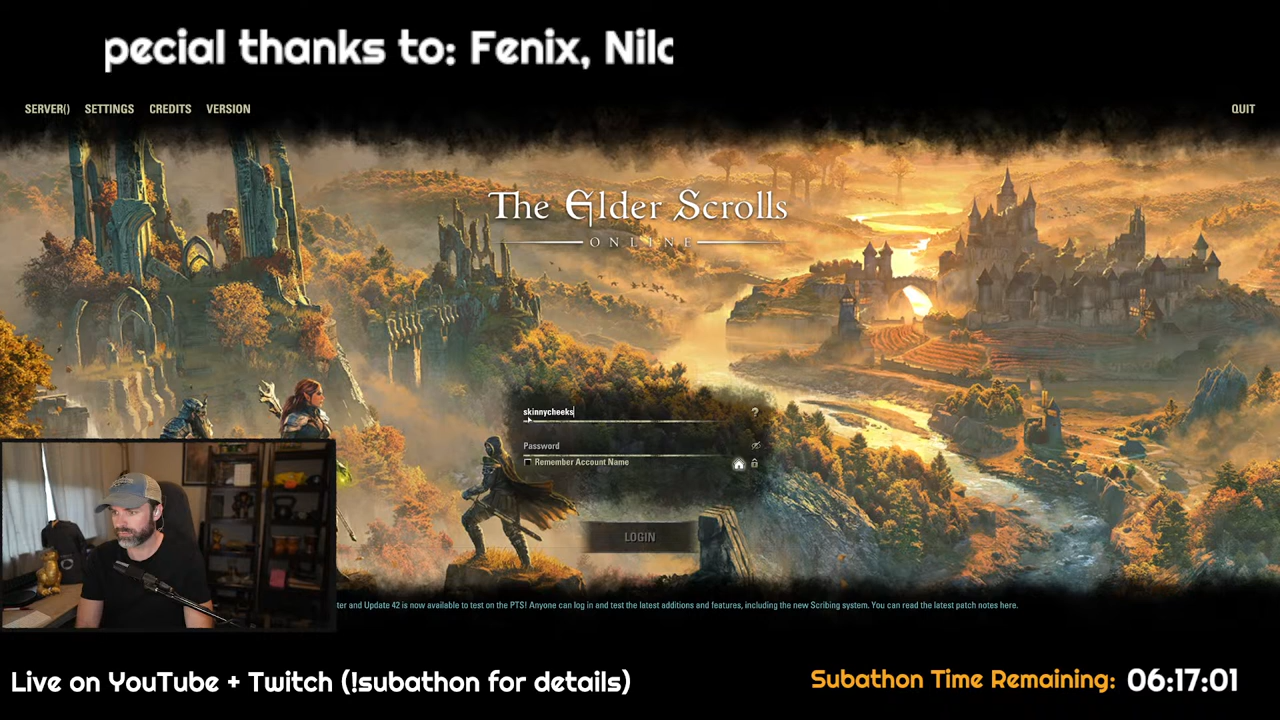 pecial thanks to: Fenix, Nil
SERVER() SETTINGS CREDITS VERSION QUIT
The Elder Scrolls
ONLINE
skinnycheeks
?
Password
Remember Account Name
LOGIN
ter and Update 42 is now available to test on the PTS! Anyone can log in and test the latest additions and features, including the new Scribing system. You can read the latest patch notes here.
Live on YouTube + Twitch (!subathon for details)
Subathon Time Remaining: 06:17:01